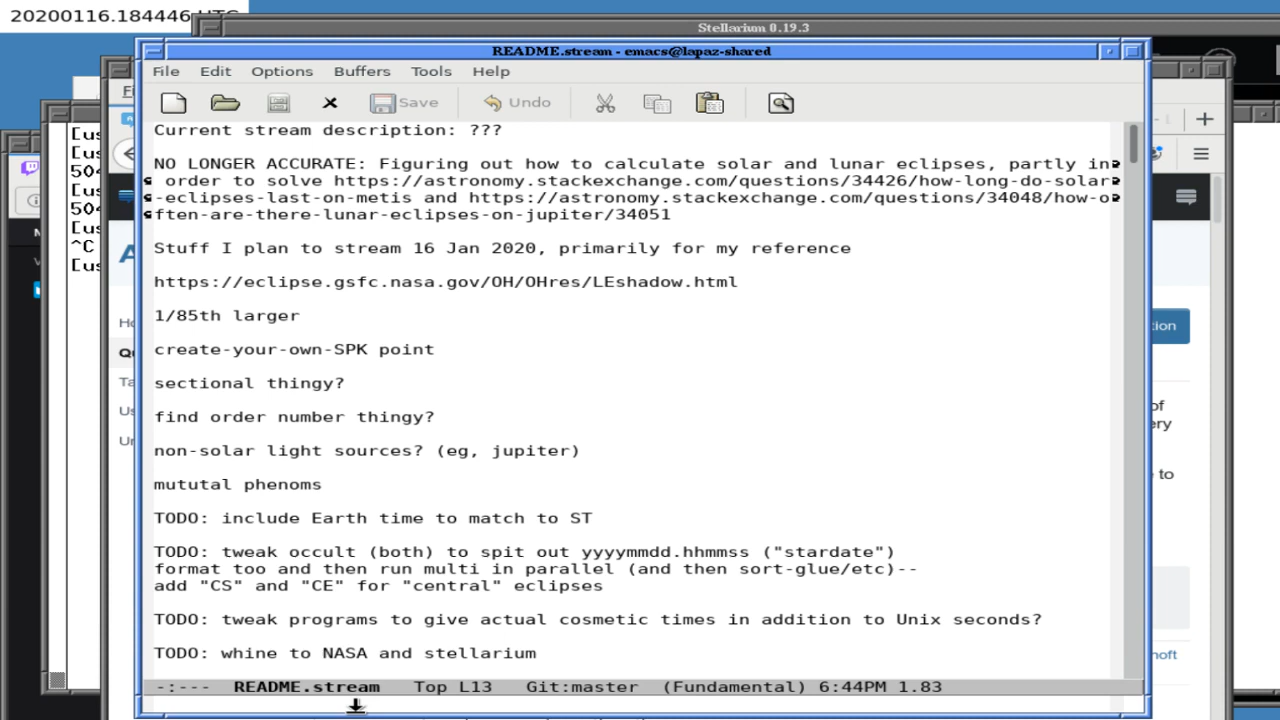 20200116.184446 UTC
Stellarium 0.19.3
README.stream - emacs@lapaz-shared
File Edit Options Buffers Tools Help
Save Undo
Current stream description: ???
NO LONGER ACCURATE: Figuring out how to calculate solar and lunar eclipses, partly in
order to solve https://astronomy.stackexchange.com/questions/34426/how-long-do-solar
-eclipses-last-on-metis and https://astronomy.stackexchange.com/questions/34048/how-o
ften-are-there-lunar-eclipses-on-jupiter/34051
Stuff I plan to stream 16 Jan 2020, primarily for my reference
https://eclipse.gsfc.nasa.gov/OH/OHres/LEshadow.html
1/85th larger
create-your-own-SPK point
sectional thingy?
find order number thingy?
non-solar light sources? (eg, jupiter)
mututal phenoms
TODO: include Earth time to match to ST
TODO: tweak occult (both) to spit out yyyymmdd.hhmmss ("stardate")
format too and then run multi in parallel (and then sort-glue/etc)--
add "CS" and "CE" for "central" eclipses
TODO: tweak programs to give actual cosmetic times in addition to Unix seconds?
TODO: whine to NASA and stellarium
-:--- README.stream Top L13 Git:master (Fundamental) 6:44PM 1.83